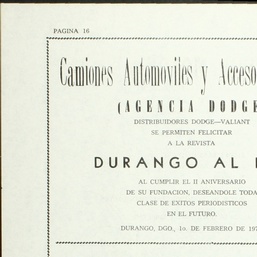 PAGINA 16
Camiones Automoviles y Acceso
(AGENCIA DODGE
DISTRIBUIDORES DODGE—VALIANT
SE PERMITEN FELICITAR
A LA REVISTA
DURANGO AL
AL CUMPLIR EL II ANIVERSARIO
DE SU FUNDACION, DESEANDOLE TODA
CLASE DE EXITOS PERIODISTICOS
EN EL FUTURO.
DURANGO, DGO., 1o. DE FEBRERO DE 19